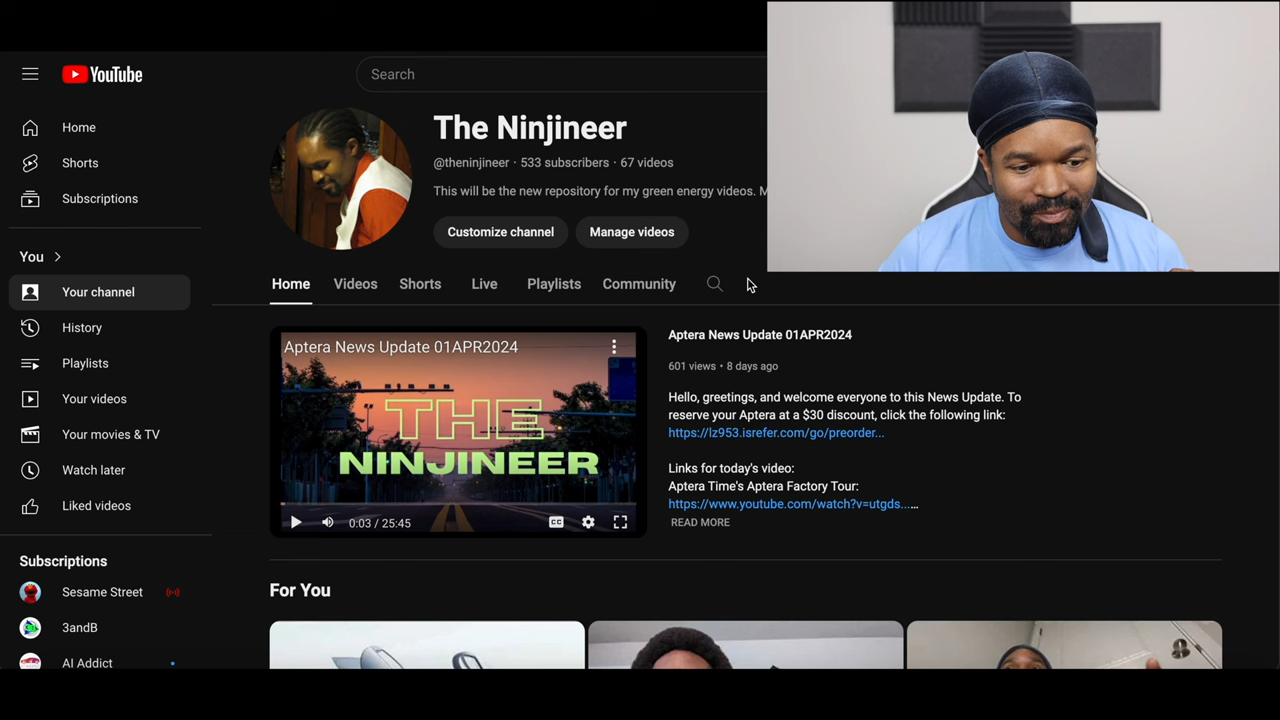 YouTube
Search
Home
Shorts
Subscriptions
You
Your channel
History
Playlists
Your videos
Your movies & TV
Watch later
Liked videos
Subscriptions
Sesame Street
3andB
AI Addict
The Ninjineer
@theninjineer · 533 subscribers · 67 videos
This will be the new repository for my green energy videos. M
Customize channel
Manage videos
Home
Videos
Shorts
Live
Playlists
Community
Aptera News Update 01APR2024
THE
NINJINEER
0:03 / 25:45
CC
Aptera News Update 01APR2024
601 views · 8 days ago
Hello, greetings, and welcome everyone to this News Update. To
reserve your Aptera at a $30 discount, click the following link:
https://lz953.isrefer.com/go/preorder...
Links for today's video:
Aptera Time's Aptera Factory Tour:
https://www.youtube.com/watch?v=utgds...…
READ MORE
For You